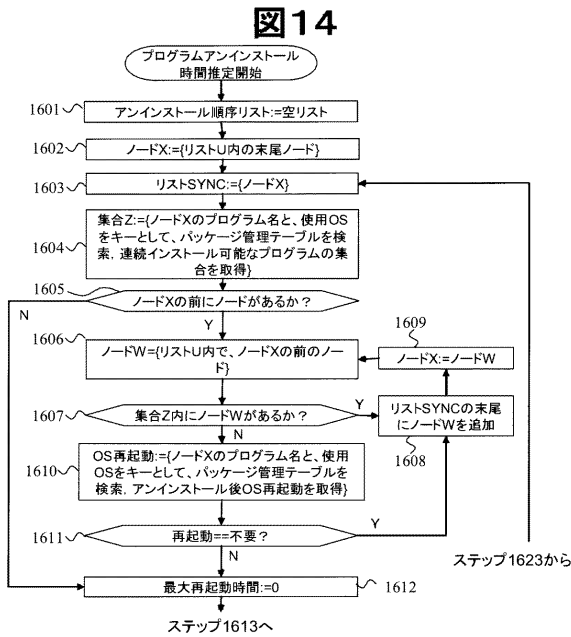 図14
プログラムアンインストール
時間推定開始
1601
アンインストール順序リスト:=空リスト
1602
ノードX:={リストU内の末尾ノード}
1603
リストSYNC:={ノードX}
1604
集合Z:={ノードXのプログラム名と、使用OS
をキーとして、パッケージ管理テーブルを検
索，連続インストール可能なプログラムの集
合を取得}
1605
ノードXの前にノードがあるか？
N
Y
1606
ノードW={リストU内で、ノードXの前のノー
ド}
1609
ノードX:=ノードW
1607
集合Z内にノードWがあるか？
Y
N
リストSYNCの末尾
にノードWを追加
1608
1610
OS再起動:={ノードXのプログラム名と、使用
OSをキーとして、パッケージ管理テーブルを
検索，アンインストール後OS再起動を取得}
1611
再起動==不要？
Y
N
ステップ1623から
最大再起動時間:=0
1612
ステップ1613へ